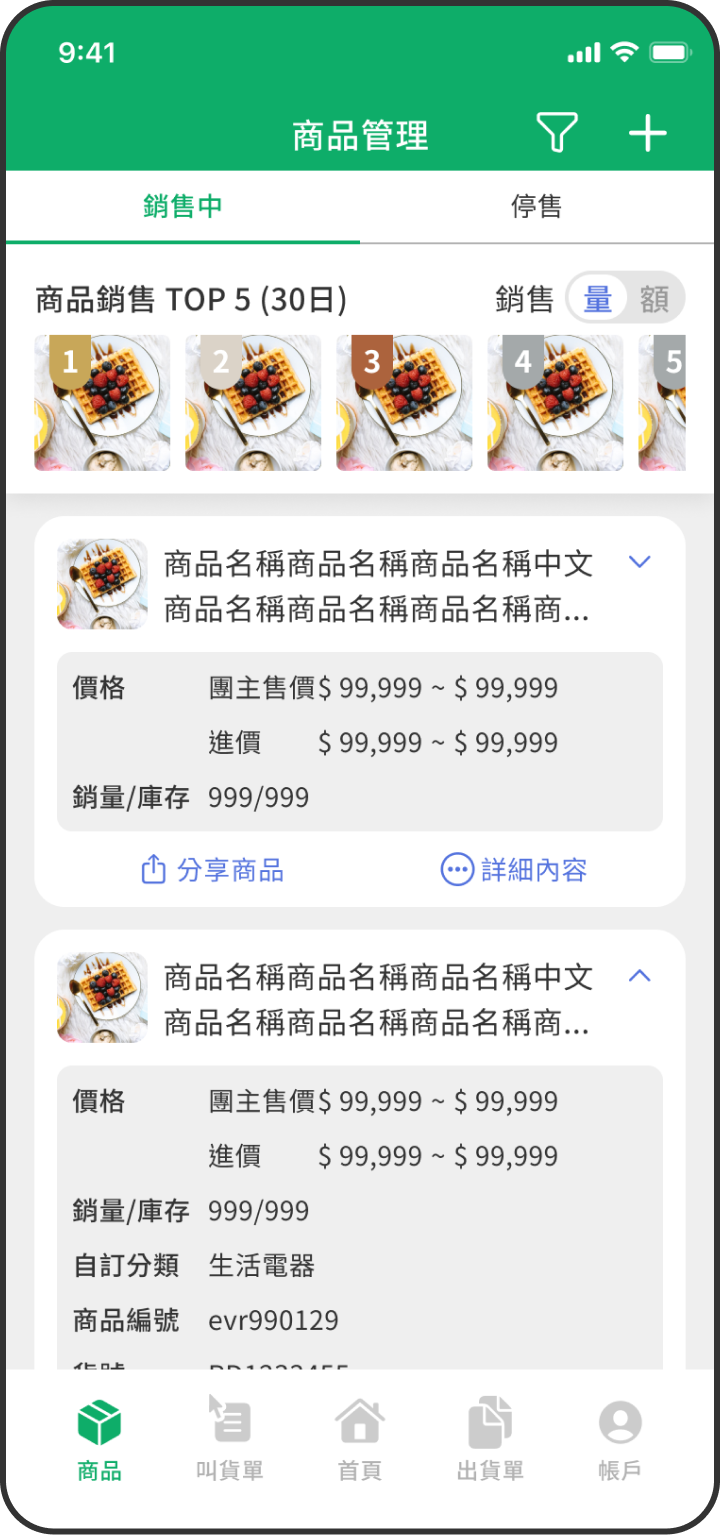 9:41
商品管理
銷售中 停售
商品銷售 TOP 5 (30日) 銷售 量 額
1 2 3 4 5
商品名稱商品名稱商品名稱中文
商品名稱商品名稱商品名稱商...
價格 團主售價 $ 99,999 ~ $ 99,999
進價 $ 99,999 ~ $ 99,999
銷量/庫存 999/999
分享商品 詳細內容
商品名稱商品名稱商品名稱中文
商品名稱商品名稱商品名稱商...
價格 團主售價 $ 99,999 ~ $ 99,999
進價 $ 99,999 ~ $ 99,999
銷量/庫存 999/999
自訂分類 生活電器
商品編號 evr990129
商品 叫貨單 首頁 出貨單 帳戶